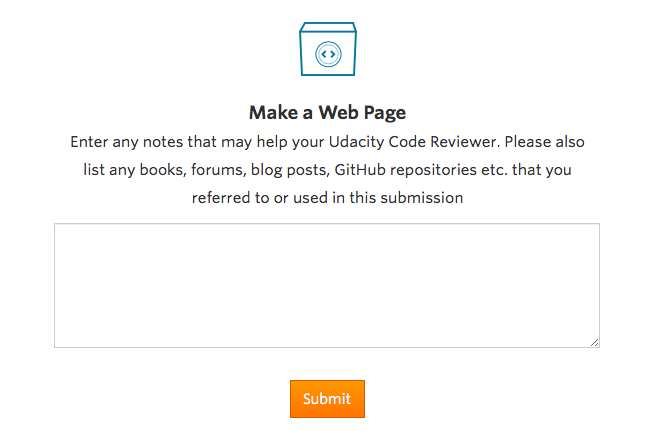 Make a Web Page
Enter any notes that may help your Udacity Code Reviewer. Please also
list any books, forums, blog posts, GitHub repositories etc. that you
referred to or used in this submission
Submit